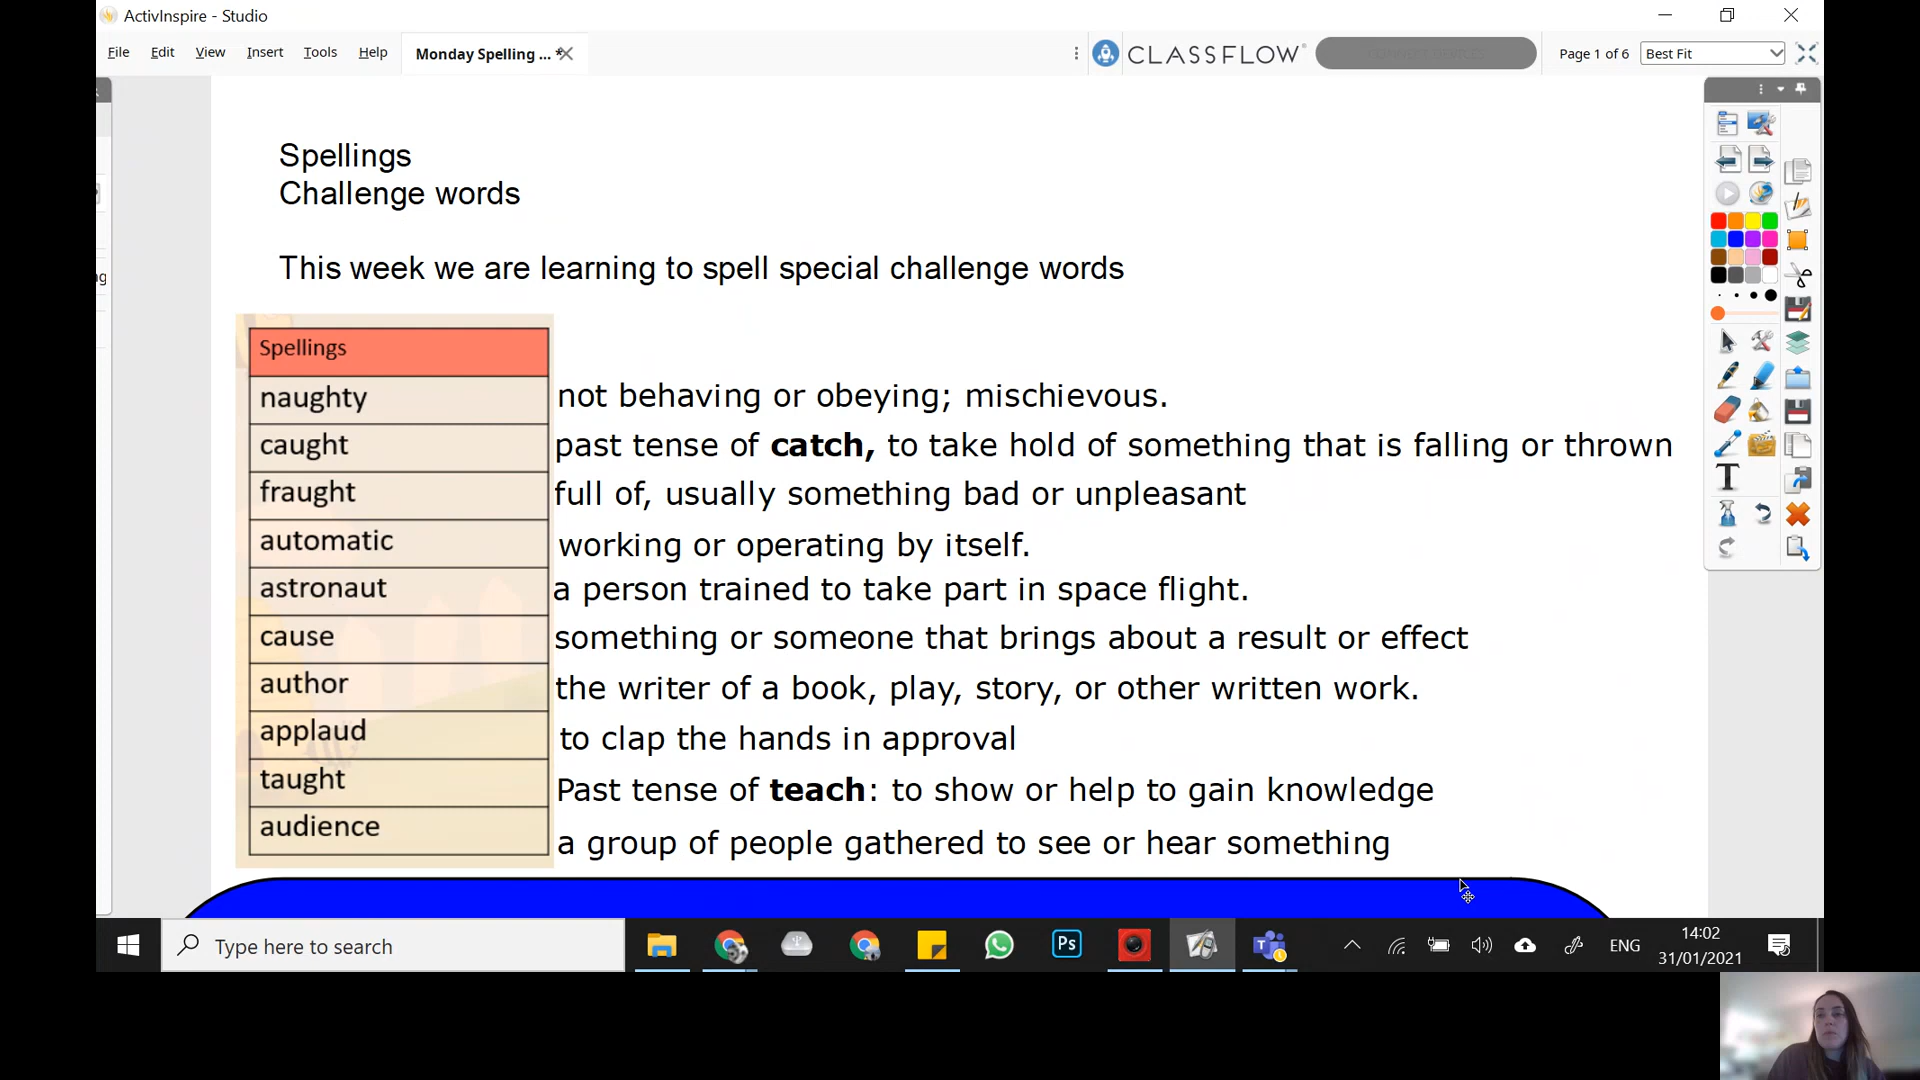 ActivInspire - Studio
File Edit View Insert Tools Help Monday Spelling ... * CLASSFLOW Page 1 of 6 Best Fit
Spellings
Challenge words
This week we are learning to spell special challenge words
Spellings
naughty not behaving or obeying; mischievous.
caught past tense of catch, to take hold of something that is falling or thrown
fraught full of, usually something bad or unpleasant
automatic working or operating by itself.
astronaut a person trained to take part in space flight.
cause something or someone that brings about a result or effect
author the writer of a book, play, story, or other written work.
applaud to clap the hands in approval
taught Past tense of teach: to show or help to gain knowledge
audience a group of people gathered to see or hear something
Type here to search Ps ENG 14:02
31/01/2021